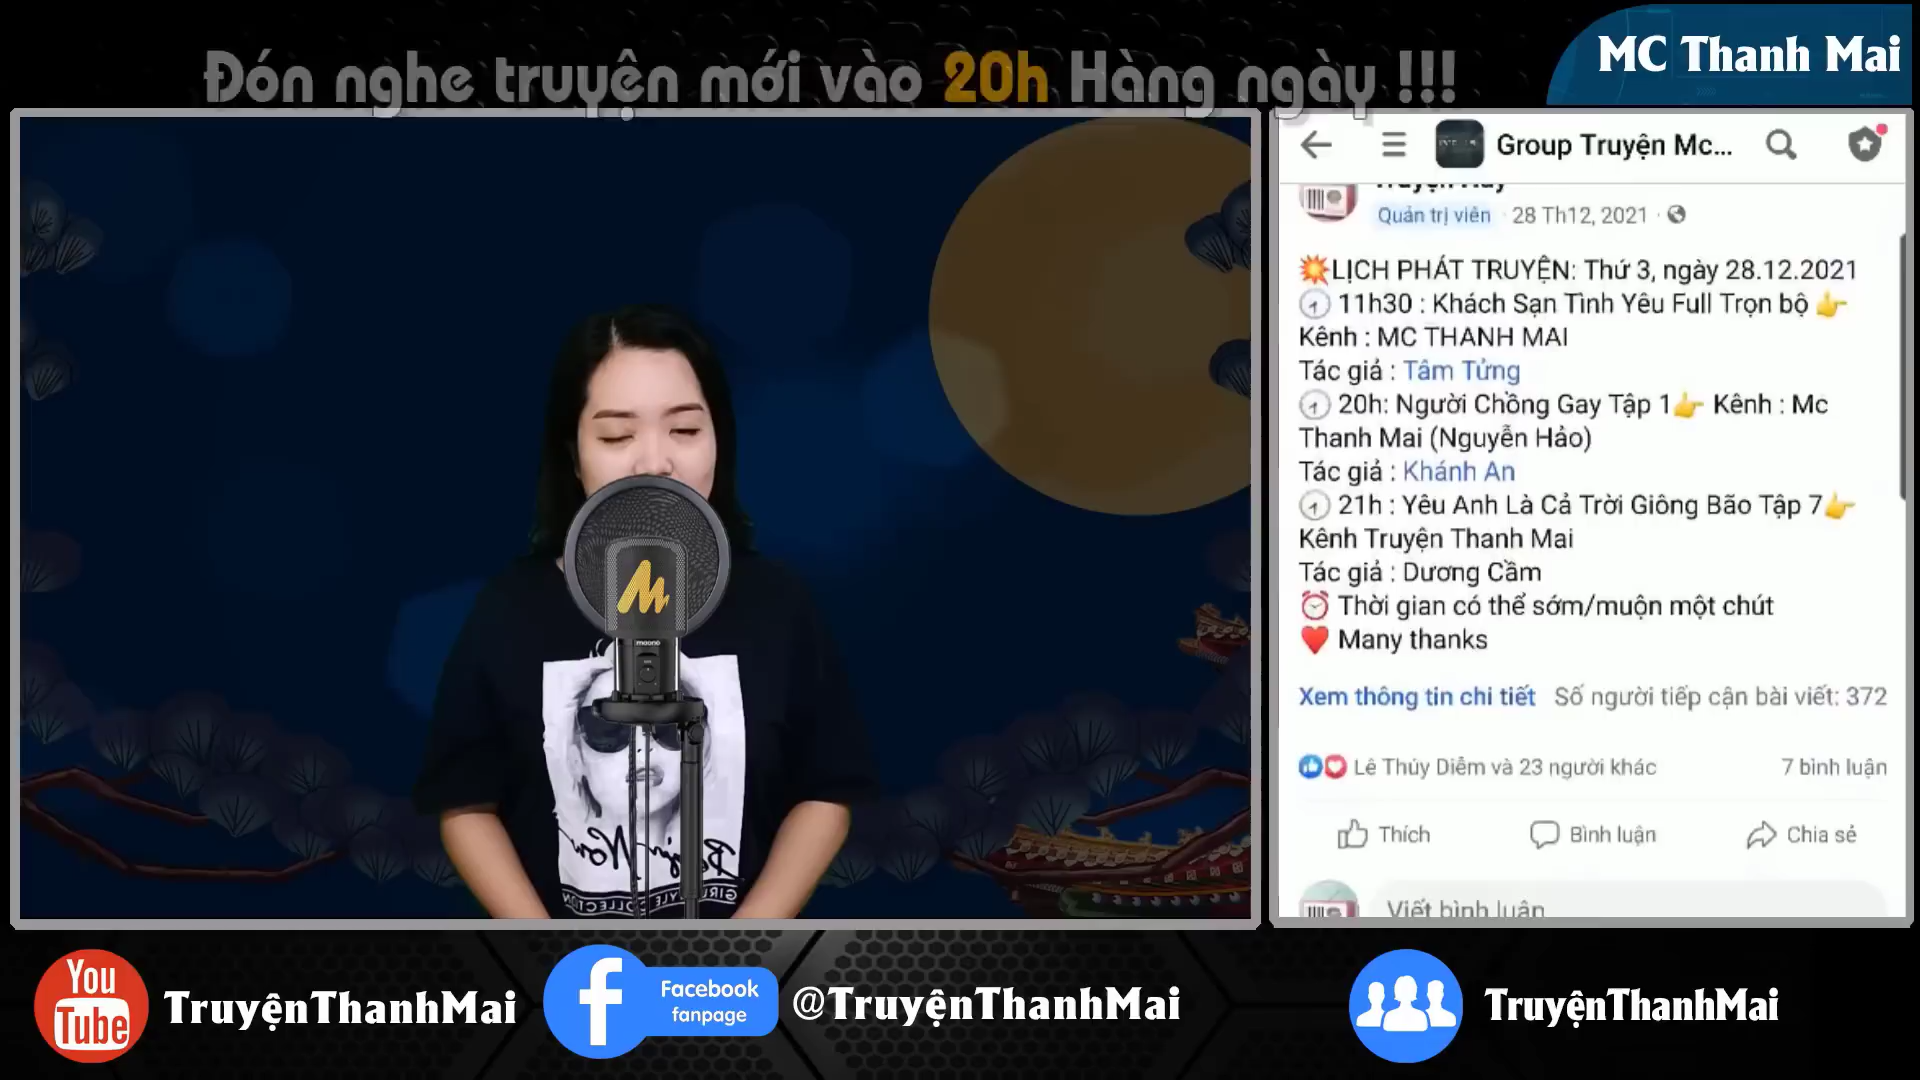 Đón nghe truyện mới vào 20h Hàng ngày !!!
MC Thanh Mai
Group Truyện Mc...
Truyện Hay
Quản trị viên · 28 Th12, 2021 ·
💥LỊCH PHÁT TRUYỆN: Thứ 3, ngày 28.12.2021
🕢 11h30 : Khách Sạn Tình Yêu Full Trọn bộ 👉
Kênh : MC THANH MAI
Tác giả : Tâm Tửng
🕢 20h: Người Chồng Gay Tập 1👉 Kênh : Mc
Thanh Mai (Nguyễn Hảo)
Tác giả : Khánh An
🕢 21h : Yêu Anh Là Cả Trời Giông Bão Tập 7👉
Kênh Truyện Thanh Mai
Tác giả : Dương Cầm
⏰ Thời gian có thể sớm/muộn một chút
❤️ Many thanks
Xem thông tin chi tiết Số người tiếp cận bài viết: 372
Lê Thúy Diễm và 23 người khác 7 bình luận
Thích Bình luận Chia sẻ
Viết bình luận
maono
Begin Now
YouTube TruyệnThanhMai
Facebook
fanpage
@TruyệnThanhMai
TruyệnThanhMai